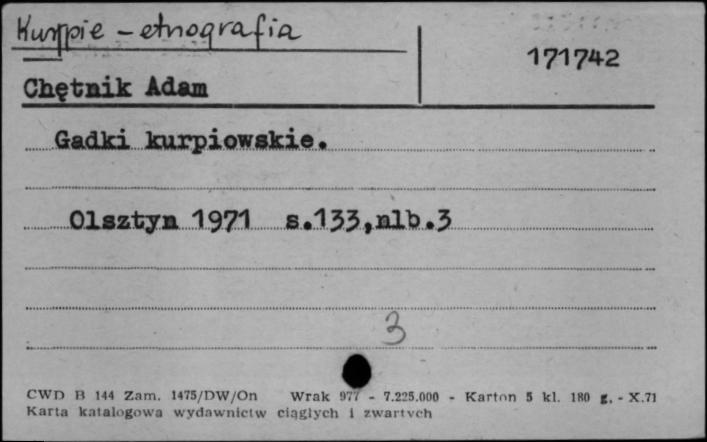 Kurpie - etnografia
171742
Chętnik Adam
Gadki kurpiowskie.
Olsztyn 1971 s.133,nlb.3
3
CWD B 144 Zam. 1475/DW/On Wrak 977 - 7.225.000 - Karton 5 kl. 180 g. - X.71
Karta katalogowa wydawnictw ciągłych i zwartych